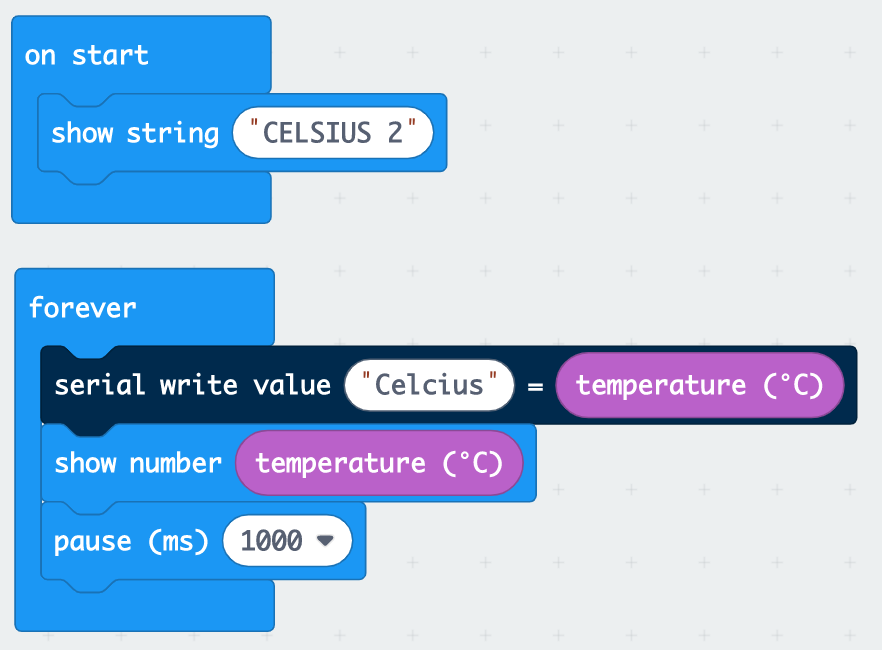 on start
show string "CELSIUS 2"
forever
serial write value "Celcius" = temperature (°C)
show number temperature (°C)
pause (ms) 1000